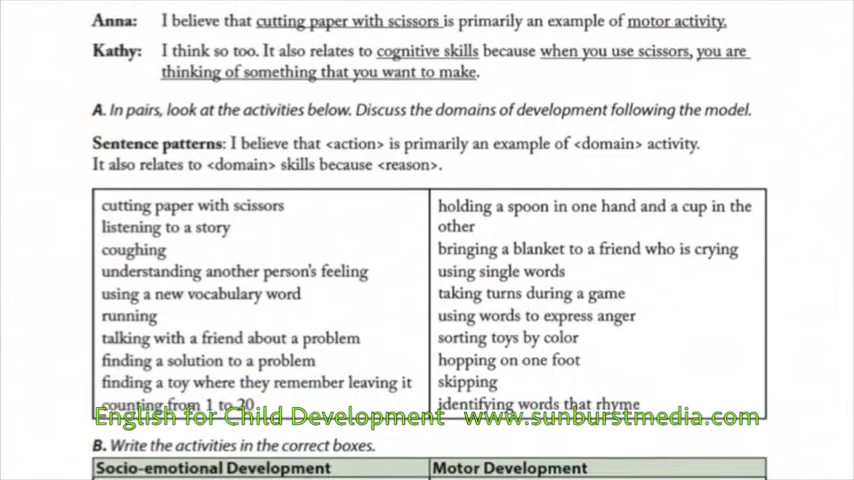 Anna: I believe that cutting paper with scissors is primarily an example of motor activity.
Kathy: I think so too. It also relates to cognitive skills because when you use scissors, you are
thinking of something that you want to make.
A. In pairs, look at the activities below. Discuss the domains of development following the model.
Sentence patterns: I believe that <action> is primarily an example of <domain> activity.
It also relates to <domain> skills because <reason>.
cutting paper with scissors
listening to a story
coughing
understanding another person's feeling
using a new vocabulary word
running
talking with a friend about a problem
finding a solution to a problem
finding a toy where they remember leaving it
counting from 1 to 20
holding a spoon in one hand and a cup in the
other
bringing a blanket to a friend who is crying
using single words
taking turns during a game
using words to express anger
sorting toys by color
hopping on one foot
skipping
identifying words that rhyme
English for Child Development www.sunburstmedia.com
B. Write the activities in the correct boxes.
Socio-emotional Development
Motor Development